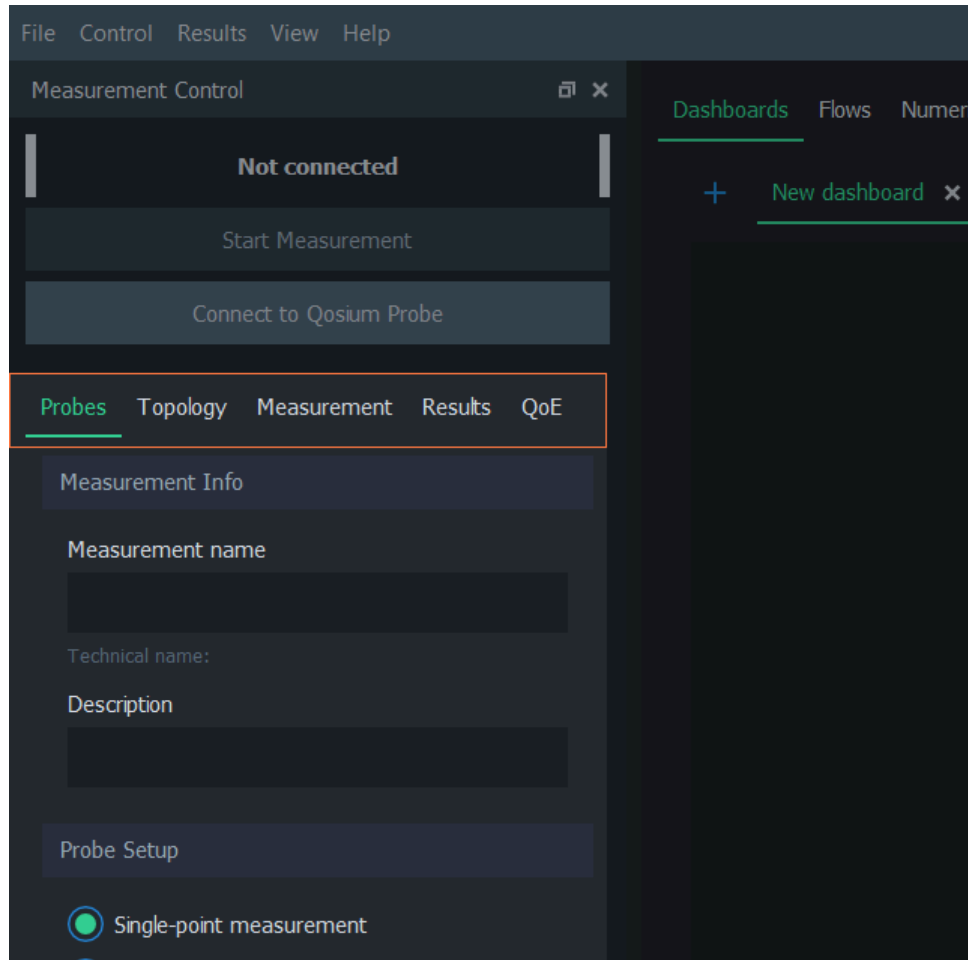 File Control Results View Help
Measurement Control
Dashboards Flows Numer
Not connected
New dashboard
Start Measurement
Connect to Qosium Probe
Probes Topology Measurement Results QoE
Measurement Info
Measurement name
Technical name:
Description
Probe Setup
Single-point measurement